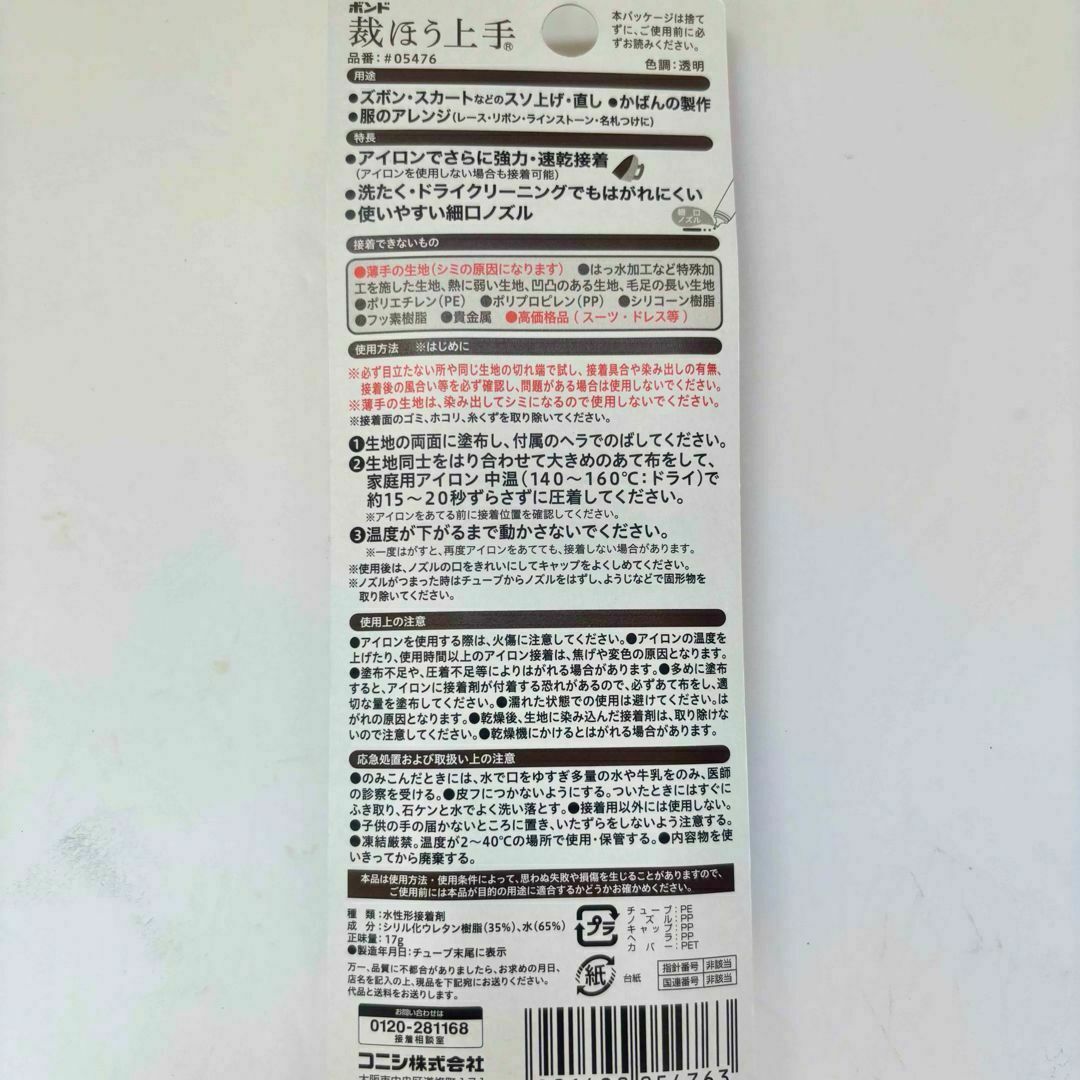 ボンド
裁ほう上手®
品番：#05476
本パッケージは捨て
ずに、ご使用前に必
ずお読みください。
色調：透明
用途
●ズボン・スカートなどのスソ上げ・直し ●かばんの製作
●服のアレンジ(レース・リボン・ラインストーン・名札つけに)
特長
●アイロンでさらに強力・速乾接着
(アイロンを使用しない場合も接着可能)
●洗たく・ドライクリーニングでもはがれにくい
●使いやすい細口ノズル
細口
ノズル
接着できないもの
●薄手の生地(シミの原因になります) ●はっ水加工など特殊加
工を施した生地、熱に弱い生地、凹凸のある生地、毛足の長い生地
●ポリエチレン(PE) ●ポリプロピレン(PP) ●シリコーン樹脂
●フッ素樹脂 ●貴金属 ●高価格品(スーツ・ドレス等)
使用方法 ※はじめに
※必ず目立たない所や同じ生地の切れ端で試し、接着具合や染み出しの有無、
接着後の風合い等を必ず確認し、問題がある場合は使用しないでください。
※薄手の生地は、染み出してシミになるので使用しないでください。
※接着面のゴミ、ホコリ、糸くずを取り除いてください。
❶生地の両面に塗布し、付属のヘラでのばしてください。
❷生地同士をはり合わせて大きめのあて布をして、
家庭用アイロン 中温(140～160℃：ドライ)で
約15～20秒ずらさずに圧着してください。
※アイロンをあてる前に接着位置を確認してください。
❸温度が下がるまで動かさないでください。
※一度はがすと、再度アイロンをあてても、接着しない場合があります。
※使用後は、ノズルの口をきれいにしてキャップをよくしめてください。
※ノズルがつまった時はチューブからノズルをはずし、ようじなどで固形物を
取り除いてください。
使用上の注意
●アイロンを使用する際は、火傷に注意してください。●アイロンの温度を
上げたり、使用時間以上のアイロン接着は、焦げや変色の原因となります。
●塗布不足や、圧着不足等によりはがれる場合があります。●多めに塗布
すると、アイロンに接着剤が付着する恐れがあるので、必ずあて布をし、適
切な量を塗布してください。●濡れた状態での使用は避けてください。は
がれの原因となります。●乾燥後、生地に染み込んだ接着剤は、取り除けな
いので注意してください。●乾燥機にかけるとはがれる場合があります。
応急処置および取扱い上の注意
●のみこんだときには、水で口をゆすぎ多量の水や牛乳をのみ、医師
の診察を受ける。●皮フにつかないようにする。ついたときにはすぐに
ふき取り、石ケンと水でよく洗い落とす。●接着用以外には使用しない。
●子供の手の届かないところに置き、いたずらをしないよう注意する。
●凍結厳禁。温度が2～40℃の場所で使用・保管する。●内容物を使
いきってから廃棄する。
本品は使用方法・使用条件によって、思わぬ失敗や損傷を生じることがありますので、
ご使用前には本品が目的の用途に適合するかどうかお確かめください。
種 類：水性形接着剤
成 分：シリル化ウレタン樹脂(35%)、水(65%)
正味量：17g
●製造年月日：チューブ末尾に表示
プラ
チューブ：PE
ノズル：PP
キャップ：PP
ヘラ：PP
カバー：PET
紙
台紙
指針番号 非該当
国連番号 非該当
万一、品質に不都合がありましたら、お求めの月日、
店名を記入の上、現品を下記宛にお送りください。
代品と送料をお送りします。
お問い合わせは
0120-281168
接着相談室
コニシ株式会社